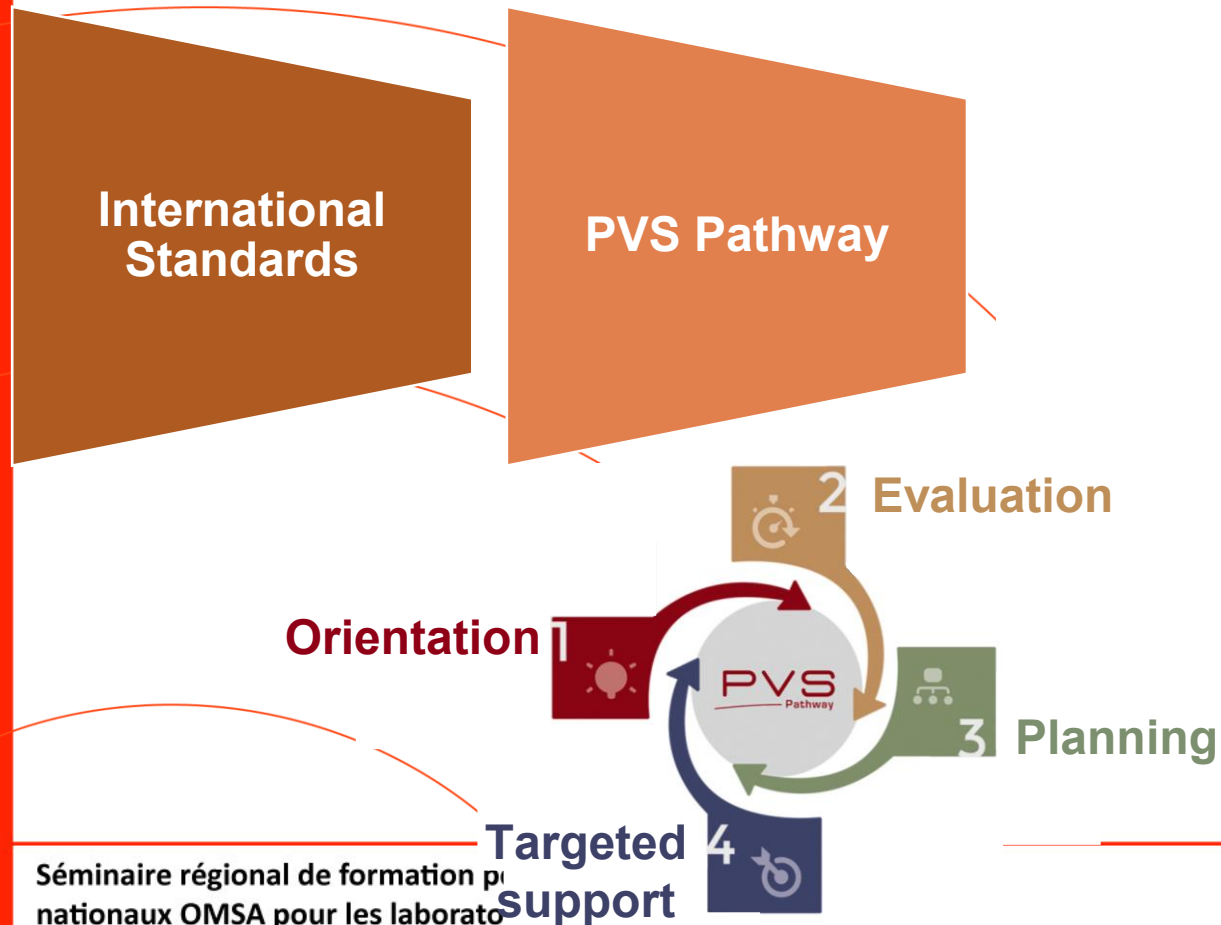 International
Standards
PVS Pathway
2 Evaluation
Orientation 1
PVS
Pathway
3 Planning
Targeted 4
support
Séminaire régional de formation
nationaux OMSA pour les